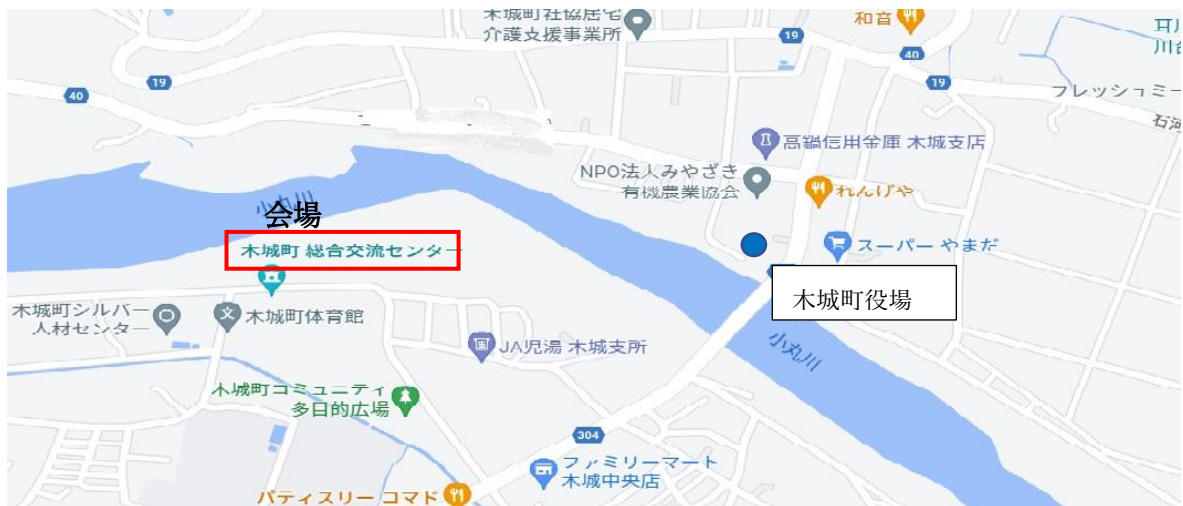 木城町社協居宅
介護支援事業所
和音
19
40
19
40
19
フレッシュミー
石河
高鍋信用金庫 木城支店
NPO法人みやざき
有機農業協会
れんげや
小丸川
会場
木城町 総合交流センター
スーパー やまだ
木城町役場
木城町シルバー
人材センター
木城町体育館
文
JA児湯 木城支所
小丸川
木城町コミュニティ
多目的広場
304
ファミリーマート
木城中央店
パティスリー コマド